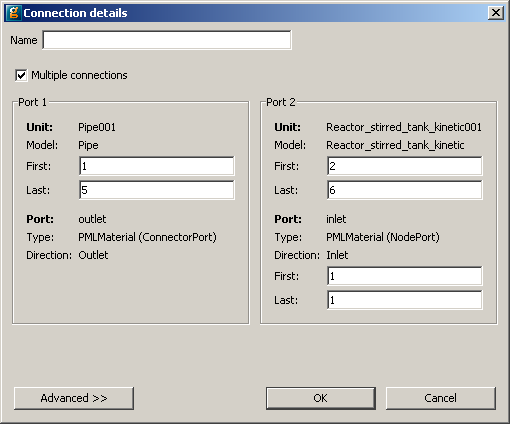 Connection details
Name
Multiple connections
Port 1
Unit: Pipe001
Model: Pipe
First: 1
Last: 5
Port: outlet
Type: PMLMaterial (ConnectorPort)
Direction: Outlet
Port 2
Unit: Reactor_stirred_tank_kinetic001
Model: Reactor_stirred_tank_kinetic
First: 2
Last: 6
Port: inlet
Type: PMLMaterial (NodePort)
Direction: Inlet
First: 1
Last: 1
Advanced >>
OK
Cancel